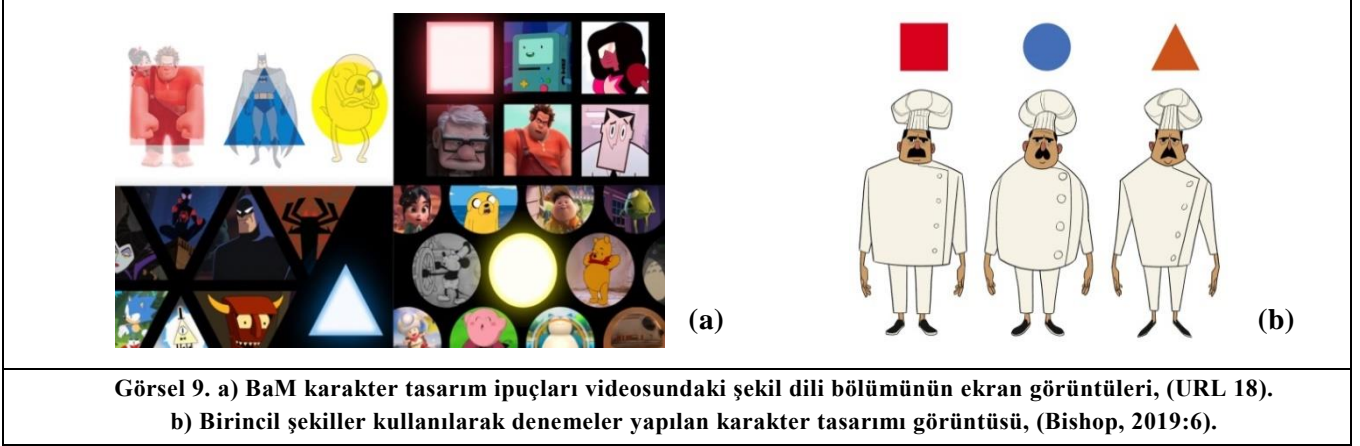 (a)
(b)
Görsel 9. a) BaM karakter tasarım ipuçları videosundaki şekil dili bölümünün ekran görüntüleri, (URL 18).
b) Birincil şekiller kullanılarak denemeler yapılan karakter tasarımı görüntüsü, (Bishop, 2019:6).